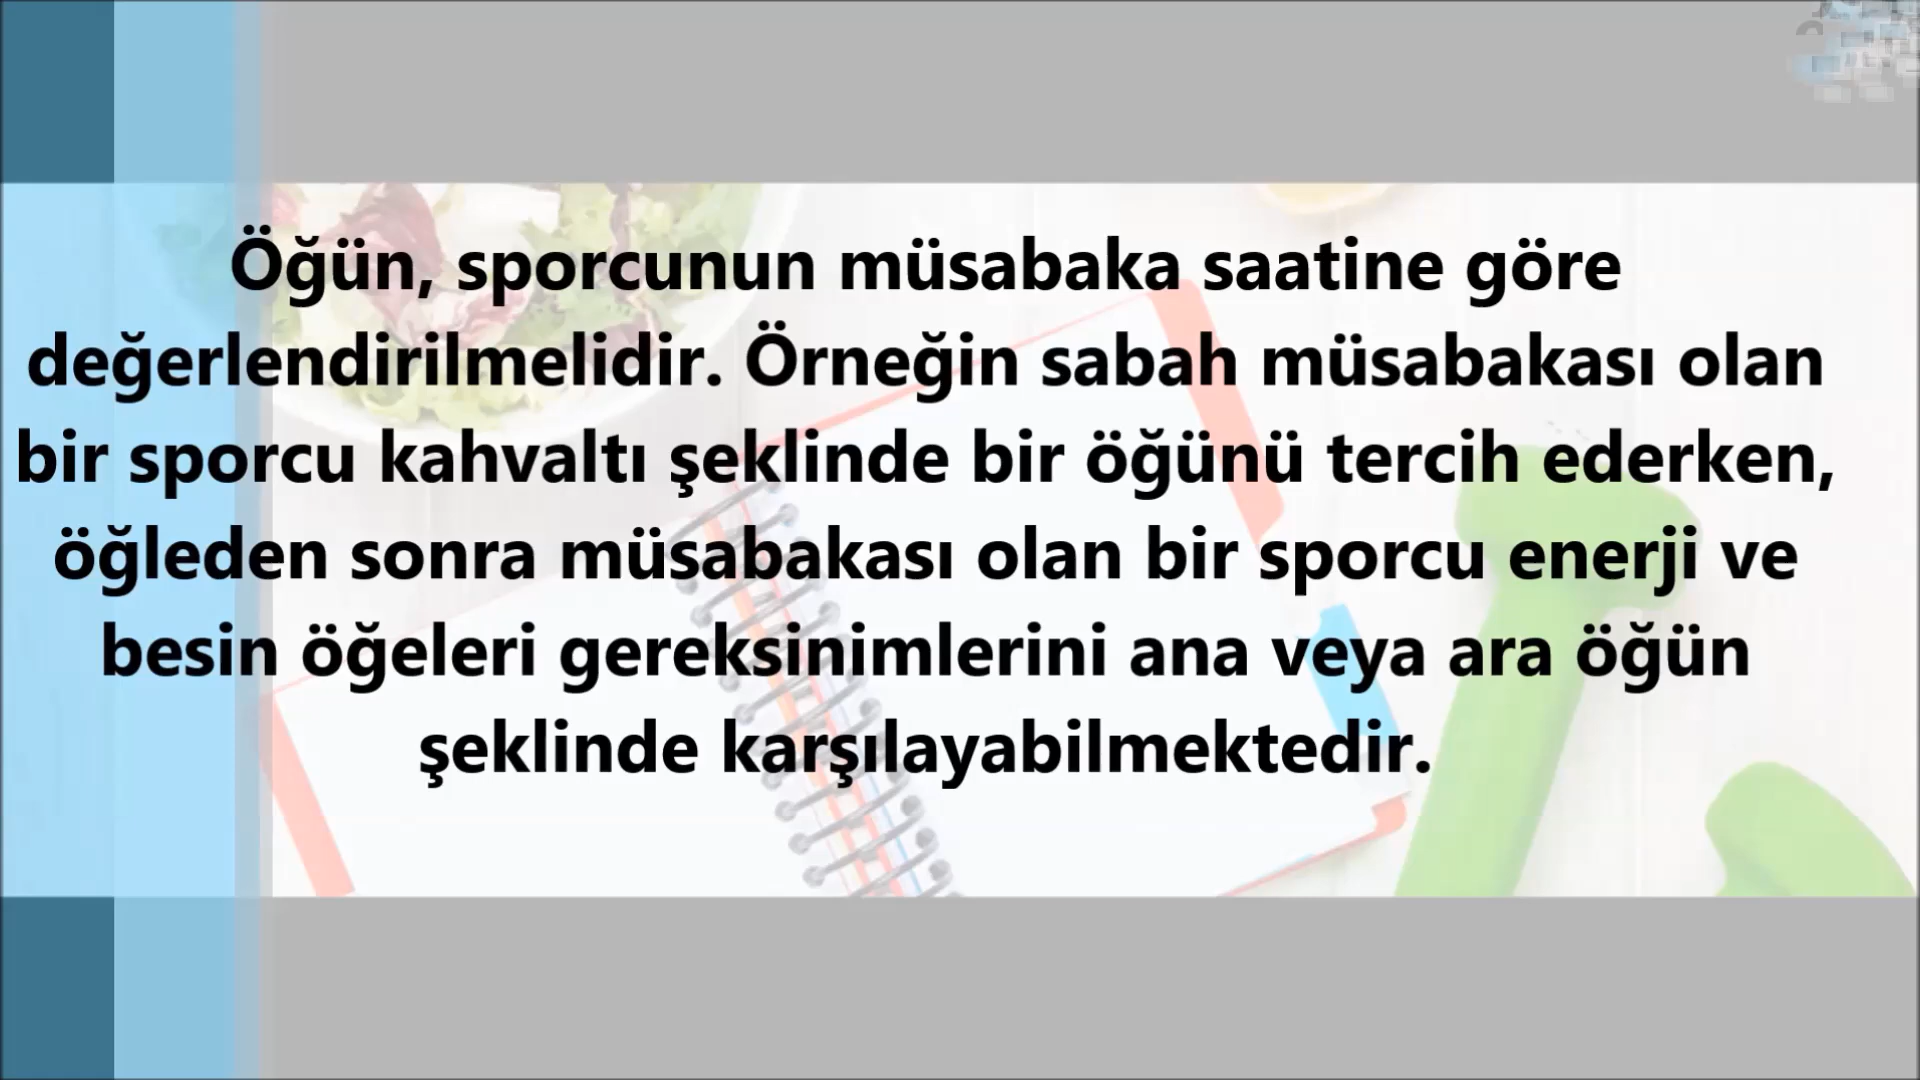 Öğün, sporcunun müsabaka saatine göre
değerlendirilmelidir. Örneğin sabah müsabakası olan
bir sporcu kahvaltı şeklinde bir öğünü tercih ederken,
öğleden sonra müsabakası olan bir sporcu enerji ve
besin öğeleri gereksinimlerini ana veya ara öğün
şeklinde karşılayabilmektedir.